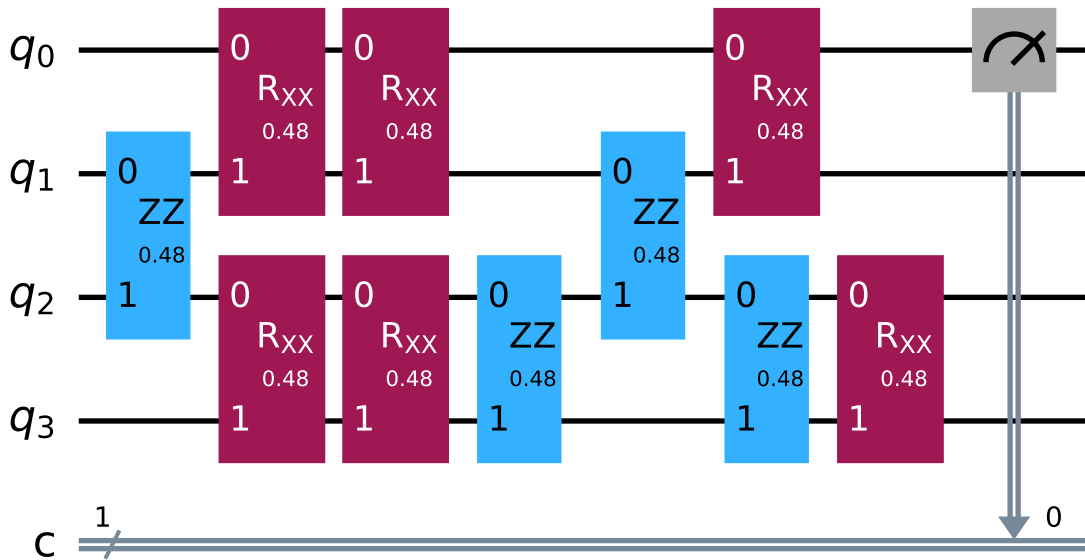 q0
0 0 0
RXX RXX RXX
0.48 0.48 0.48
q1
0 1 1 0 1
ZZ ZZ
0.48 0.48
q2
1 0 0 0 1 0 0
RXX RXX ZZ ZZ RXX
0.48 0.48 0.48 0.48 0.48
q3
1 1 1 1 1
1 0
c